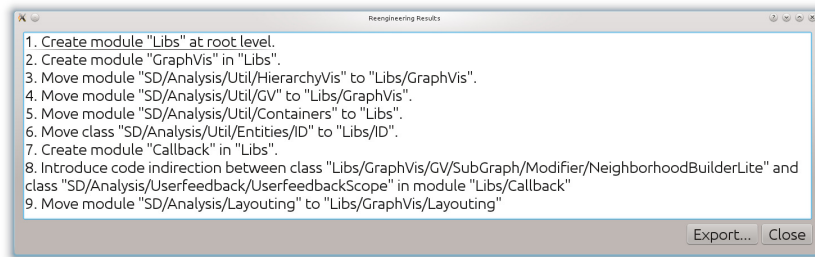 Reengineering Results
1. Create module "Libs" at root level.
2. Create module "GraphVis" in "Libs".
3. Move module "SD/Analysis/Util/HierarchyVis" to "Libs/GraphVis".
4. Move module "SD/Analysis/Util/GV" to "Libs/GraphVis".
5. Move module "SD/Analysis/Util/Containers" to "Libs".
6. Move class "SD/Analysis/Util/Entities/ID" to "Libs/ID".
7. Create module "Callback" in "Libs".
8. Introduce code indirection between class "Libs/GraphVis/GV/SubGraph/Modifier/NeighborhoodBuilderLite" and
class "SD/Analysis/Userfeedback/UserfeedbackScope" in module "Libs/Callback"
9. Move module "SD/Analysis/Layouting" to "Libs/GraphVis/Layouting"
Export... Close